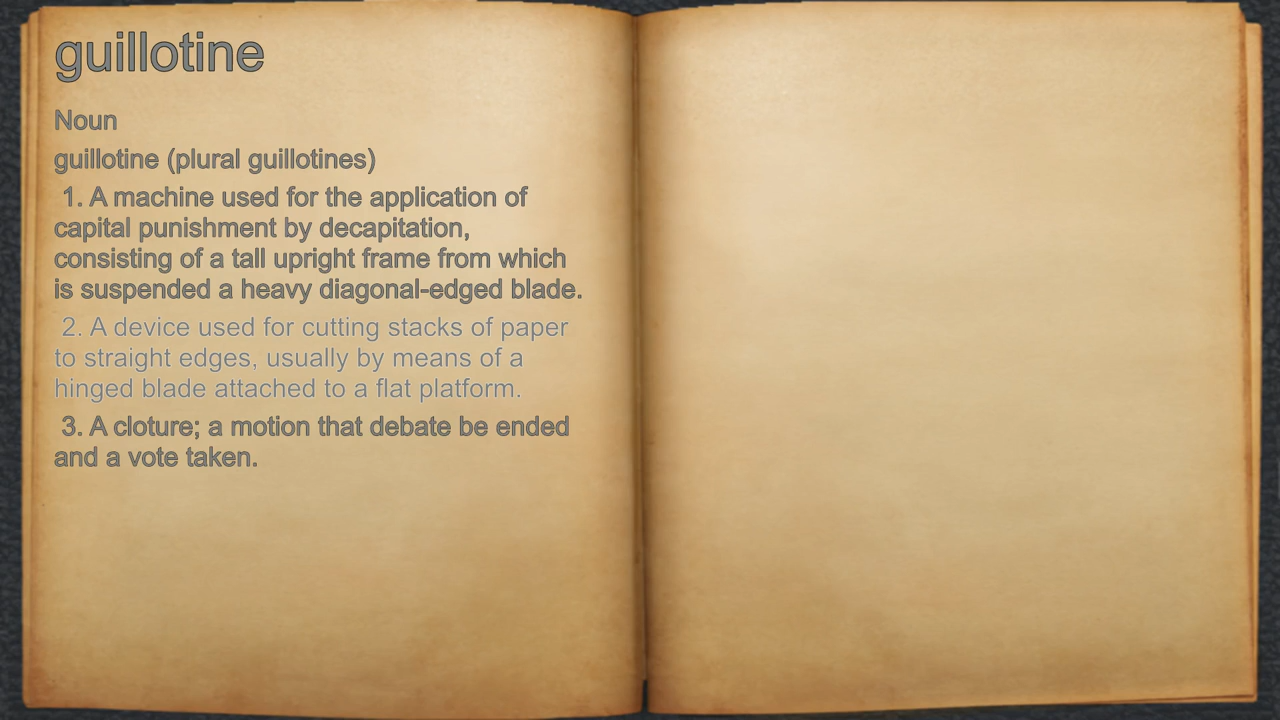 guillotine
Noun
guillotine (plural guillotines)
1. A machine used for the application of
capital punishment by decapitation,
consisting of a tall upright frame from which
is suspended a heavy diagonal-edged blade.
2. A device used for cutting stacks of paper
to straight edges, usually by means of a
hinged blade attached to a flat platform.
3. A cloture; a motion that debate be ended
and a vote taken.